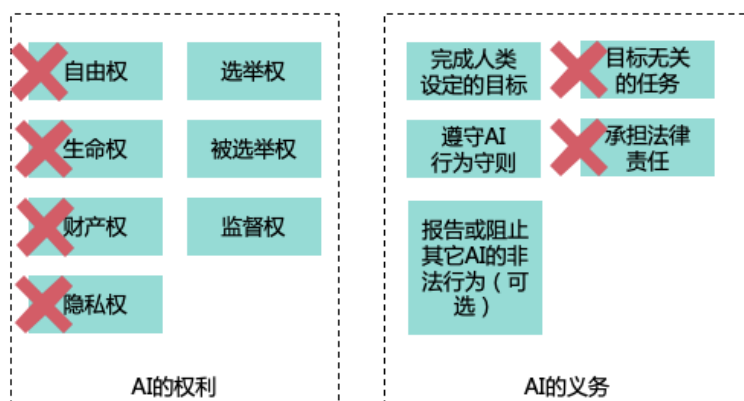 自由权
选举权
生命权
被选举权
财产权
监督权
隐私权
AI的权利
完成人类
设定的目标
目标无关
的任务
遵守AI
行为守则
承担法律
责任
报告或阻止
其它AI的非
法行为（可
选）
AI的义务